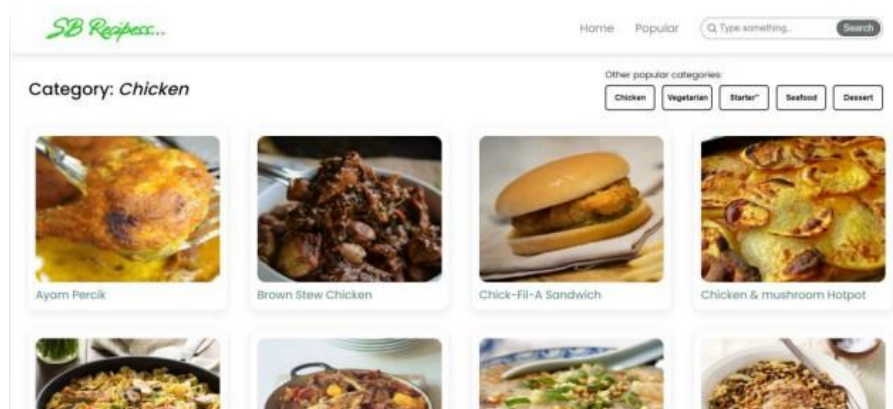 SB Recipess...
Home Popular Type something.. Search
Category: Chicken
Other popular categories:
Chicken Vegetarian Starter" Seafood Dessert
Ayam Percik
Brown Stew Chicken
Chick-Fil-A Sandwich
Chicken & mushroom Hotpot